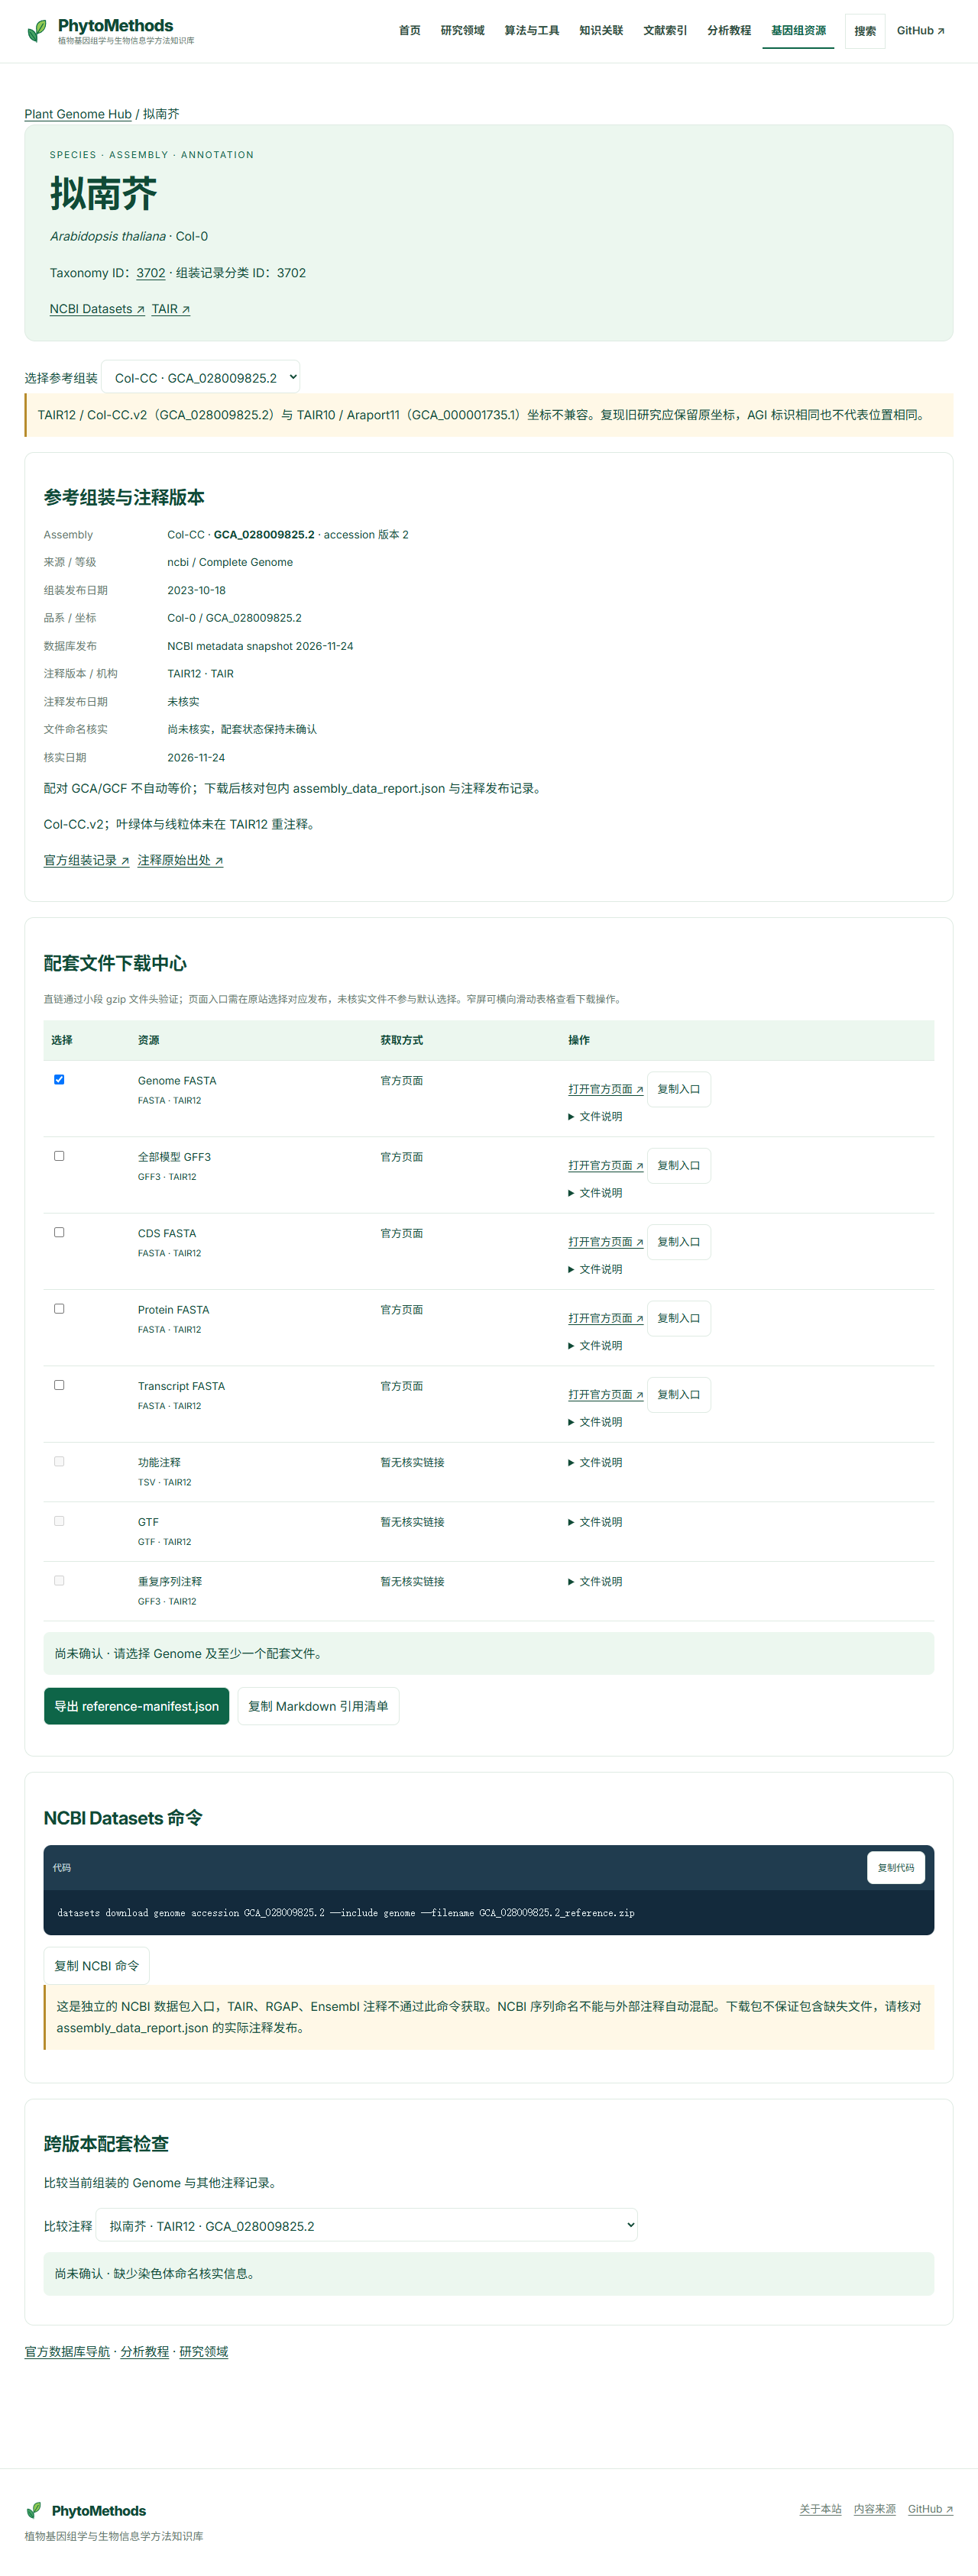 PhytoMethods
植物基因组学与生物信息学方法知识库
首页 研究领域 算法与工具 知识关联 文献索引 分析教程 基因组资源 搜索 GitHub ↗
Plant Genome Hub / 拟南芥
SPECIES · ASSEMBLY · ANNOTATION
拟南芥
Arabidopsis thaliana · Col-0
Taxonomy ID：3702 · 组装记录分类 ID：3702
NCBI Datasets ↗ TAIR ↗
选择参考组装 Col-CC · GCA_028009825.2
TAIR12 / Col-CC.v2（GCA_028009825.2）与 TAIR10 / Araport11（GCA_000001735.1）坐标不兼容。复现旧研究应保留原坐标，AGI 标识相同也不代表位置相同。
参考组装与注释版本
Assembly Col-CC · GCA_028009825.2 · accession 版本 2
来源 / 等级 ncbi / Complete Genome
组装发布日期 2023-10-18
品系 / 坐标 Col-0 / GCA_028009825.2
数据库发布 NCBI metadata snapshot 2026-11-24
注释版本 / 机构 TAIR12 · TAIR
注释发布日期 未核实
文件命名核实 尚未核实，配套状态保持未确认
核实日期 2026-11-24
配对 GCA/GCF 不自动等价；下载后核对包内 assembly_data_report.json 与注释发布记录。
Col-CC.v2；叶绿体与线粒体未在 TAIR12 重注释。
官方组装记录 ↗ 注释原始出处 ↗
配套文件下载中心
直链通过小段 gzip 文件头验证；页面入口需在原站选择对应发布，未核实文件不参与默认选择。窄屏可横向滑动表格查看下载操作。
选择 资源 获取方式 操作
Genome FASTA 官方页面 打开官方页面 ↗ 复制入口
FASTA · TAIR12 ▶ 文件说明
全部模型 GFF3 官方页面 打开官方页面 ↗ 复制入口
GFF3 · TAIR12 ▶ 文件说明
CDS FASTA 官方页面 打开官方页面 ↗ 复制入口
FASTA · TAIR12 ▶ 文件说明
Protein FASTA 官方页面 打开官方页面 ↗ 复制入口
FASTA · TAIR12 ▶ 文件说明
Transcript FASTA 官方页面 打开官方页面 ↗ 复制入口
FASTA · TAIR12 ▶ 文件说明
功能注释 暂无核实链接 ▶ 文件说明
TSV · TAIR12
GTF 暂无核实链接 ▶ 文件说明
GTF · TAIR12
重复序列注释 暂无核实链接 ▶ 文件说明
GFF3 · TAIR12
尚未确认 · 请选择 Genome 及至少一个配套文件。
导出 reference-manifest.json 复制 Markdown 引用清单
NCBI Datasets 命令
代码 复制代码
datasets download genome accession GCA_028009825.2 --include genome --filename GCA_028009825.2_reference.zip
复制 NCBI 命令
这是独立的 NCBI 数据包入口，TAIR、RGAP、Ensembl 注释不通过此命令获取。NCBI 序列命名不能与外部注释自动混配。下载包不保证包含缺失文件，请核对
assembly_data_report.json 的实际注释发布。
跨版本配套检查
比较当前组装的 Genome 与其他注释记录。
比较注释 拟南芥 · TAIR12 · GCA_028009825.2
尚未确认 · 缺少染色体命名核实信息。
官方数据库导航 · 分析教程 · 研究领域
PhytoMethods 关于本站 内容来源 GitHub ↗
植物基因组学与生物信息学方法知识库